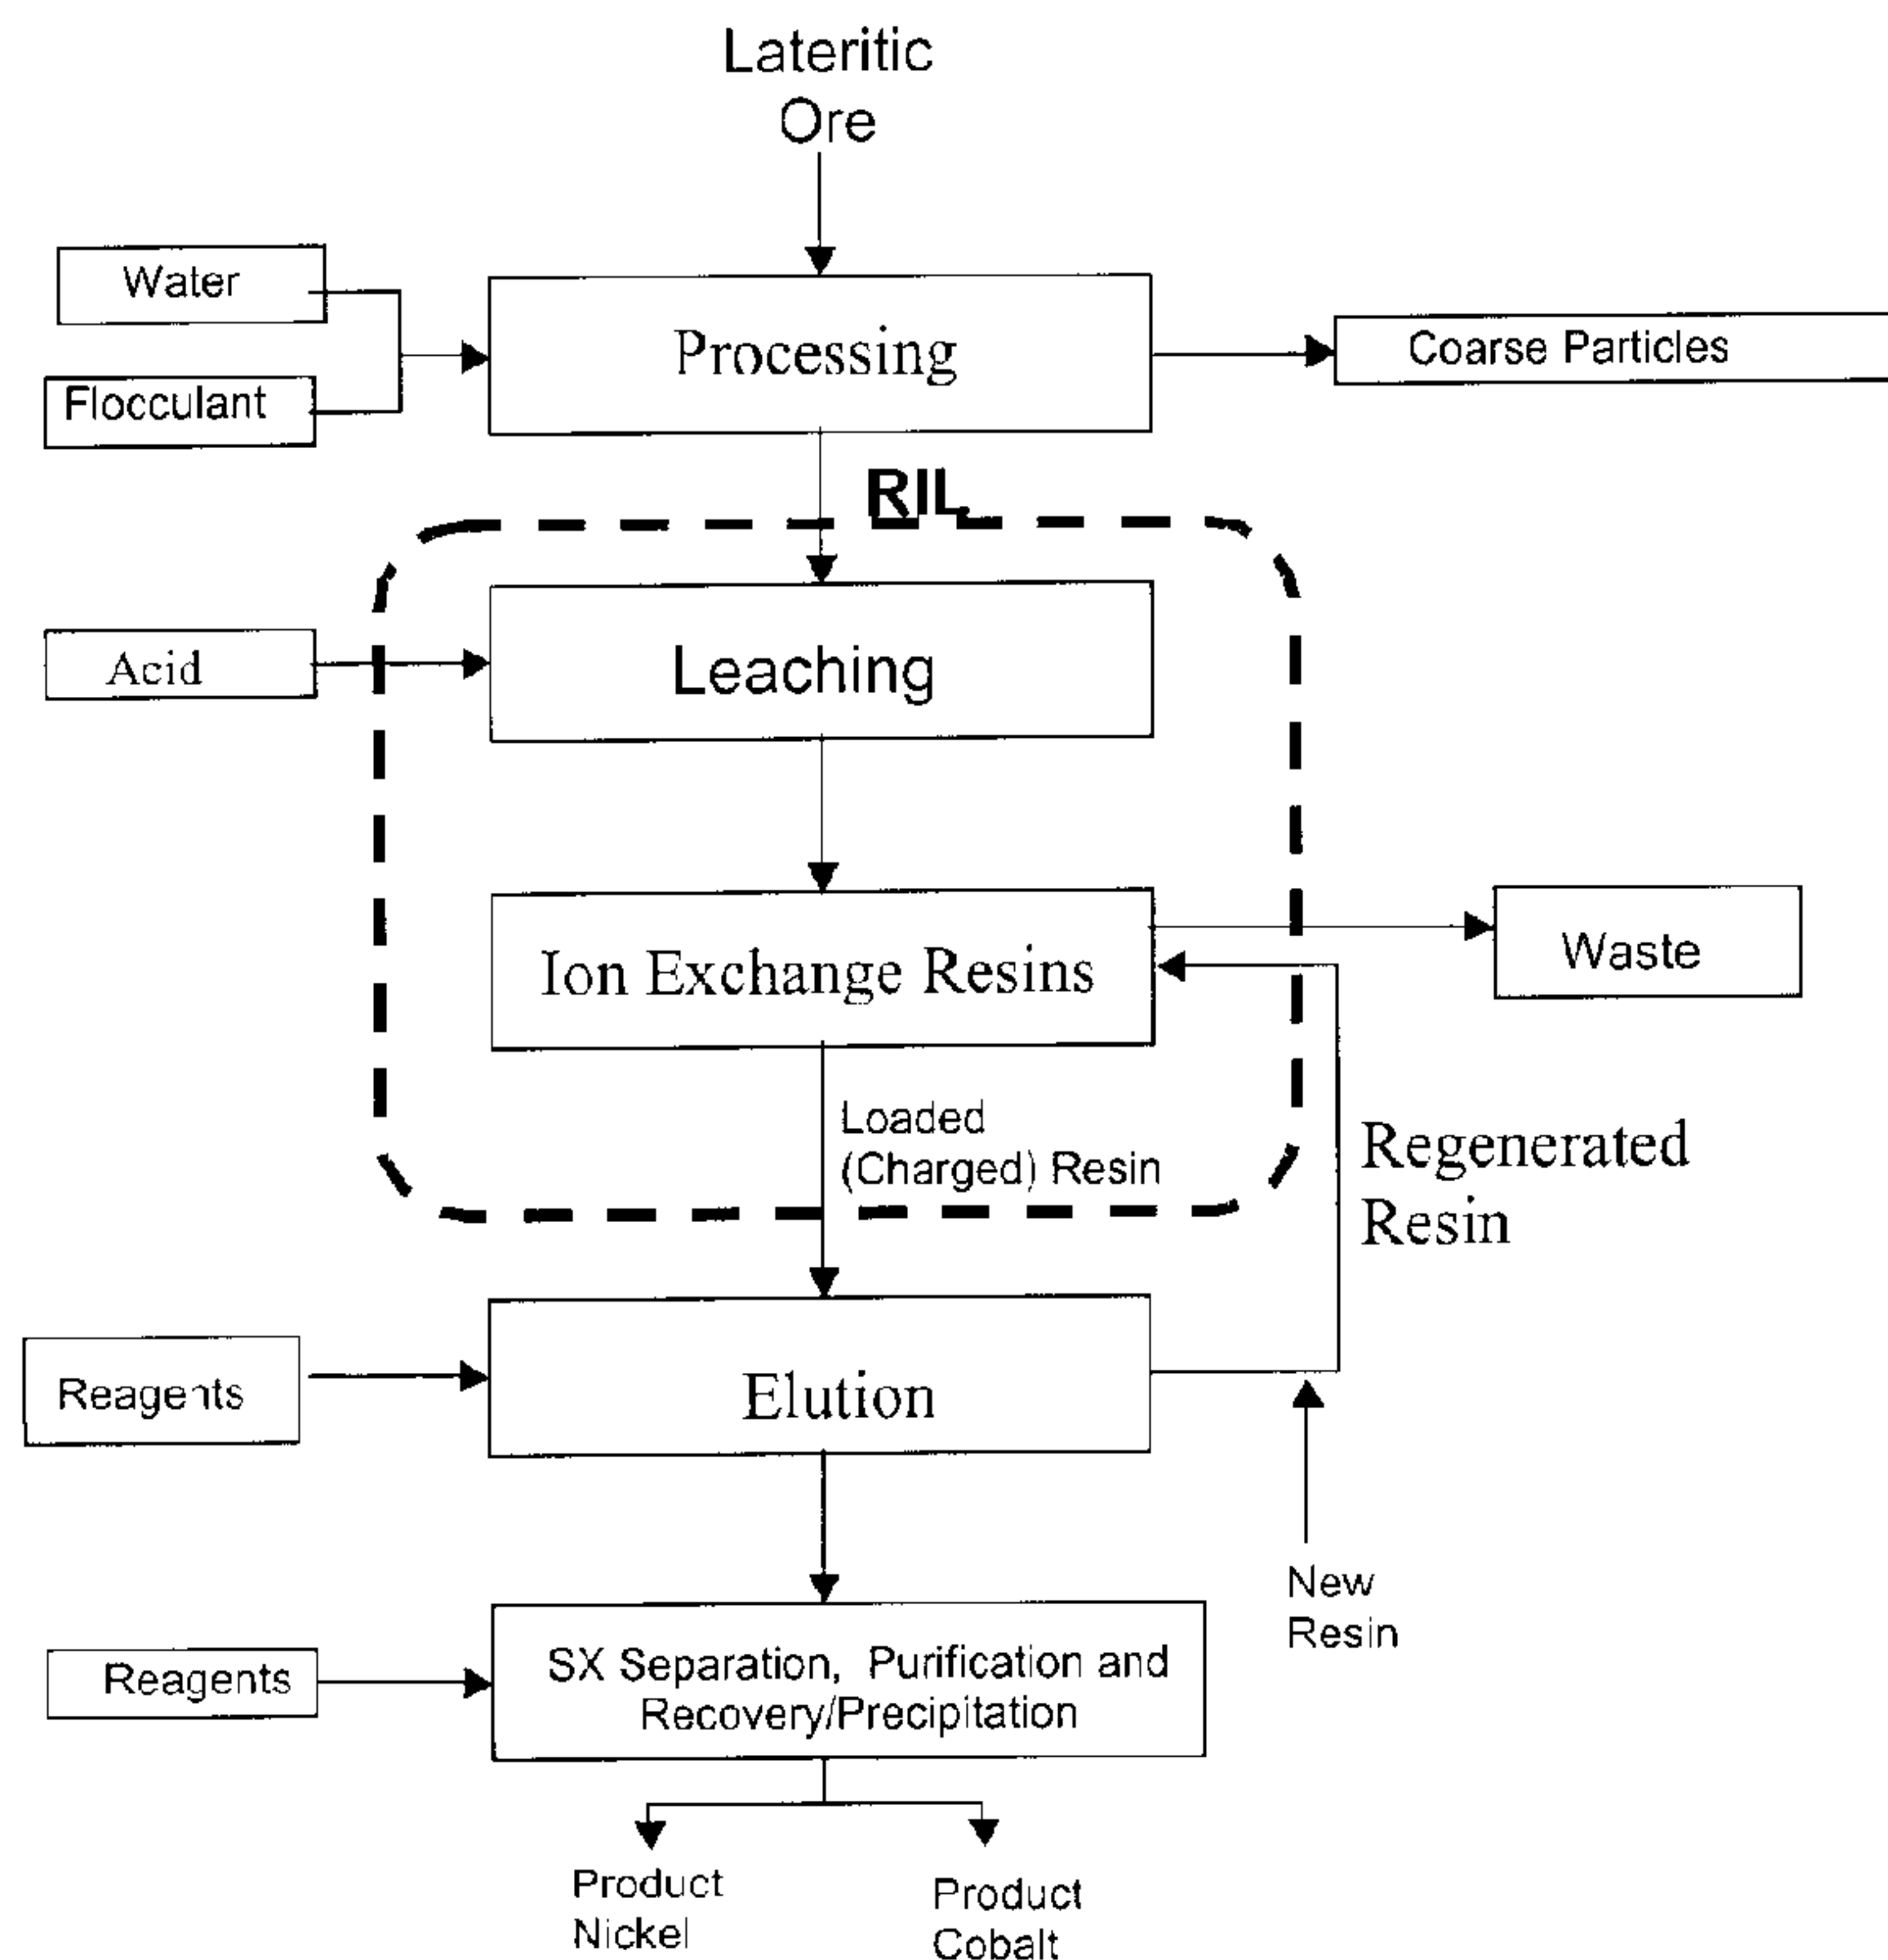 Lateritic
Ore
Water
Flocculant
Processing
Coarse Particles
RIL
Acid
Leaching
Ion Exchange Resins
Waste
Loaded
(Charged) Resin
Regenerated
Resin
Reagents
Elution
New
Resin
Reagents
SX Separation, Purification and
Recovery/Precipitation
Product
Nickel
Product
Cobalt